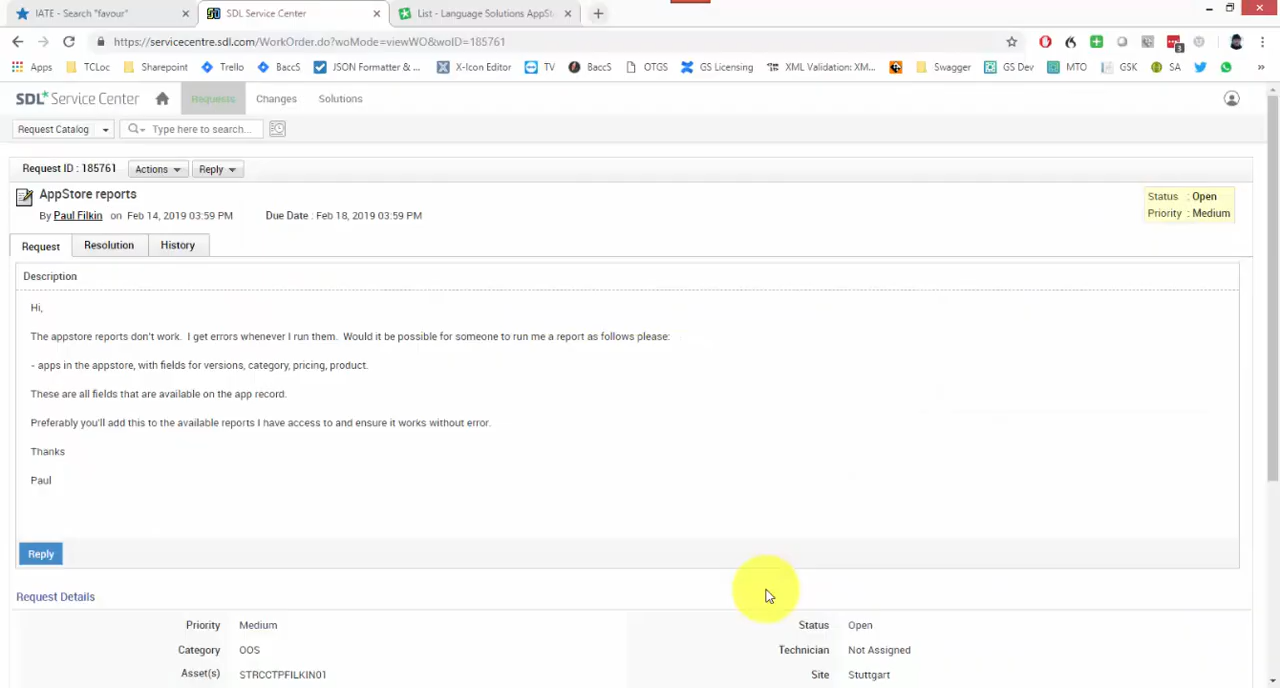 IATE - Search "favour"
SDL Service Center
List - Language Solutions AppSt
https://servicecentre.sdl.com/WorkOrder.do?woMode=viewWO&woID=185761
3
Apps
TCLoc
Sharepoint
Trello
BaccS
JSON Formatter & ...
X-Icon Editor
TV
BaccS
OTGS
GS Licensing
XML Validation: XM...
Swagger
GS Dev
MTO
GSK
SA
»
SDL* Service Center
Requests
Changes
Solutions
Request Catalog
Type here to search...
Request ID : 185761
Actions
Reply
AppStore reports
By Paul Filkin on Feb 14, 2019 03:59 PM
Due Date : Feb 18, 2019 03:59 PM
Status : Open
Priority : Medium
Request
Resolution
History
Description
Hi,
The appstore reports don't work. I get errors whenever I run them. Would it be possible for someone to run me a report as follows please:
- apps in the appstore, with fields for versions, category, pricing, product.
These are all fields that are available on the app record.
Preferably you'll add this to the available reports I have access to and ensure it works without error.
Thanks
Paul
Reply
Request Details
Priority Medium
Status Open
Category OOS
Technician Not Assigned
Asset(s) STRCCTPFILKIN01
Site Stuttgart